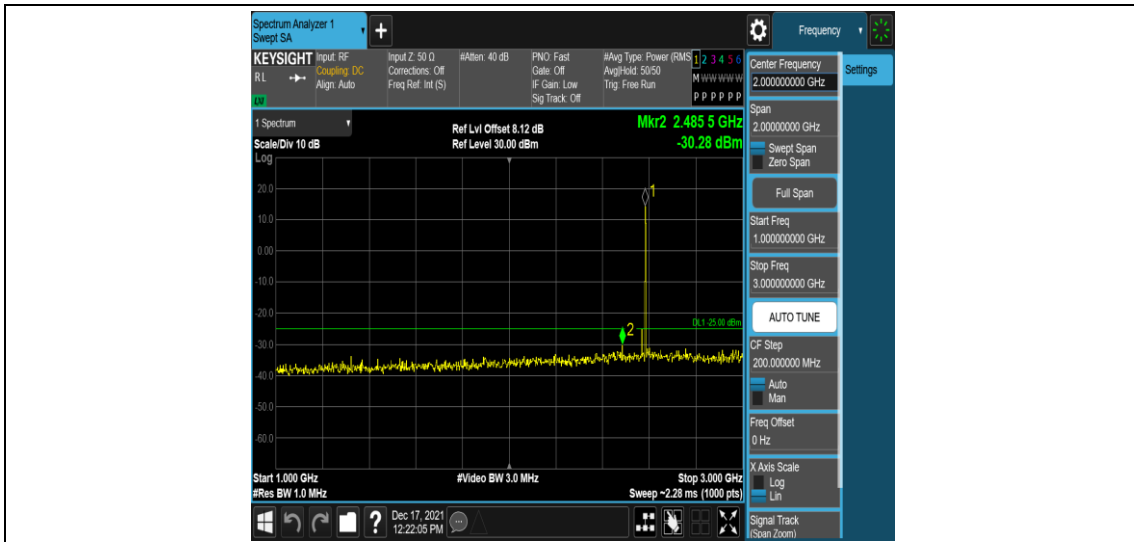 Spectrum Analyzer 1
Swept SA
Frequency
KEYSIGHT
RL
LXI
Input: RF
Coupling: DC
Align: Auto
Input Z: 50 Ω
Corrections: Off
Freq Ref: Int (S)
#Atten: 40 dB
PNO: Fast
Gate: Off
IF Gain: Low
Sig Track: Off
#Avg Type: Power (RMS
Avg|Hold: 50/50
Trig: Free Run
1 2 3 4 5 6
M W W W W W
P P P P P P
1 Spectrum
Scale/Div 10 dB
Log
Ref Lvl Offset 8.12 dB
Ref Level 30.00 dBm
Mkr2 2.485 5 GHz
-30.28 dBm
20.0
10.0
0.00
-10.0
-20.0
-30.0
-40.0
-50.0
-60.0
1
2
DL1 -25.00 dBm
Start 1.000 GHz
#Res BW 1.0 MHz
#Video BW 3.0 MHz
Stop 3.000 GHz
Sweep ~2.28 ms (1000 pts)
Dec 17, 2021
12:22:05 PM
Center Frequency
2.000000000 GHz
Settings
Span
2.00000000 GHz
Swept Span
Zero Span
Full Span
Start Freq
1.000000000 GHz
Stop Freq
3.000000000 GHz
AUTO TUNE
CF Step
200.000000 MHz
Auto
Man
Freq Offset
0 Hz
X Axis Scale
Log
Lin
Signal Track
(Span Zoom)